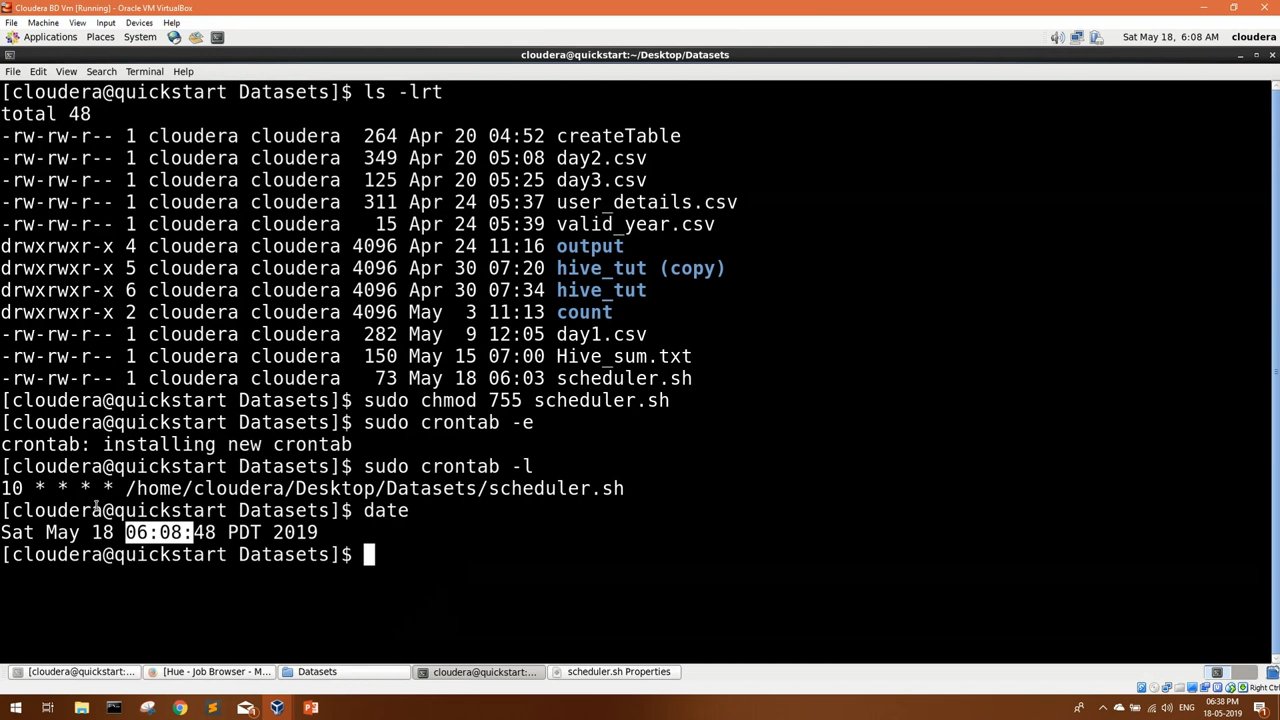 Cloudera BD Vm [Running] - Oracle VM VirtualBox
File Machine View Input Devices Help
Applications Places System Sat May 18, 6:08 AM cloudera
cloudera@quickstart:~/Desktop/Datasets
File Edit View Search Terminal Help
[cloudera@quickstart Datasets]$ ls -lrt
total 48
-rw-rw-r-- 1 cloudera cloudera 264 Apr 20 04:52 createTable
-rw-rw-r-- 1 cloudera cloudera 349 Apr 20 05:08 day2.csv
-rw-rw-r-- 1 cloudera cloudera 125 Apr 20 05:25 day3.csv
-rw-rw-r-- 1 cloudera cloudera 311 Apr 24 05:37 user_details.csv
-rw-rw-r-- 1 cloudera cloudera 15 Apr 24 05:39 valid_year.csv
drwxrwxr-x 4 cloudera cloudera 4096 Apr 24 11:16 output
drwxrwxr-x 5 cloudera cloudera 4096 Apr 30 07:20 hive_tut (copy)
drwxrwxr-x 6 cloudera cloudera 4096 Apr 30 07:34 hive_tut
drwxrwxr-x 2 cloudera cloudera 4096 May 3 11:13 count
-rw-rw-r-- 1 cloudera cloudera 282 May 9 12:05 day1.csv
-rw-rw-r-- 1 cloudera cloudera 150 May 15 07:00 Hive_sum.txt
-rw-rw-r-- 1 cloudera cloudera 73 May 18 06:03 scheduler.sh
[cloudera@quickstart Datasets]$ sudo chmod 755 scheduler.sh
[cloudera@quickstart Datasets]$ sudo crontab -e
crontab: installing new crontab
[cloudera@quickstart Datasets]$ sudo crontab -l
10 * * * * /home/cloudera/Desktop/Datasets/scheduler.sh
[cloudera@quickstart Datasets]$ date
Sat May 18 06:08:48 PDT 2019
[cloudera@quickstart Datasets]$
[cloudera@quickstart:... [Hue - Job Browser - M... Datasets cloudera@quickstart:... scheduler.sh Properties
Right Ctrl
ENG 06:38 PM
18-05-2019